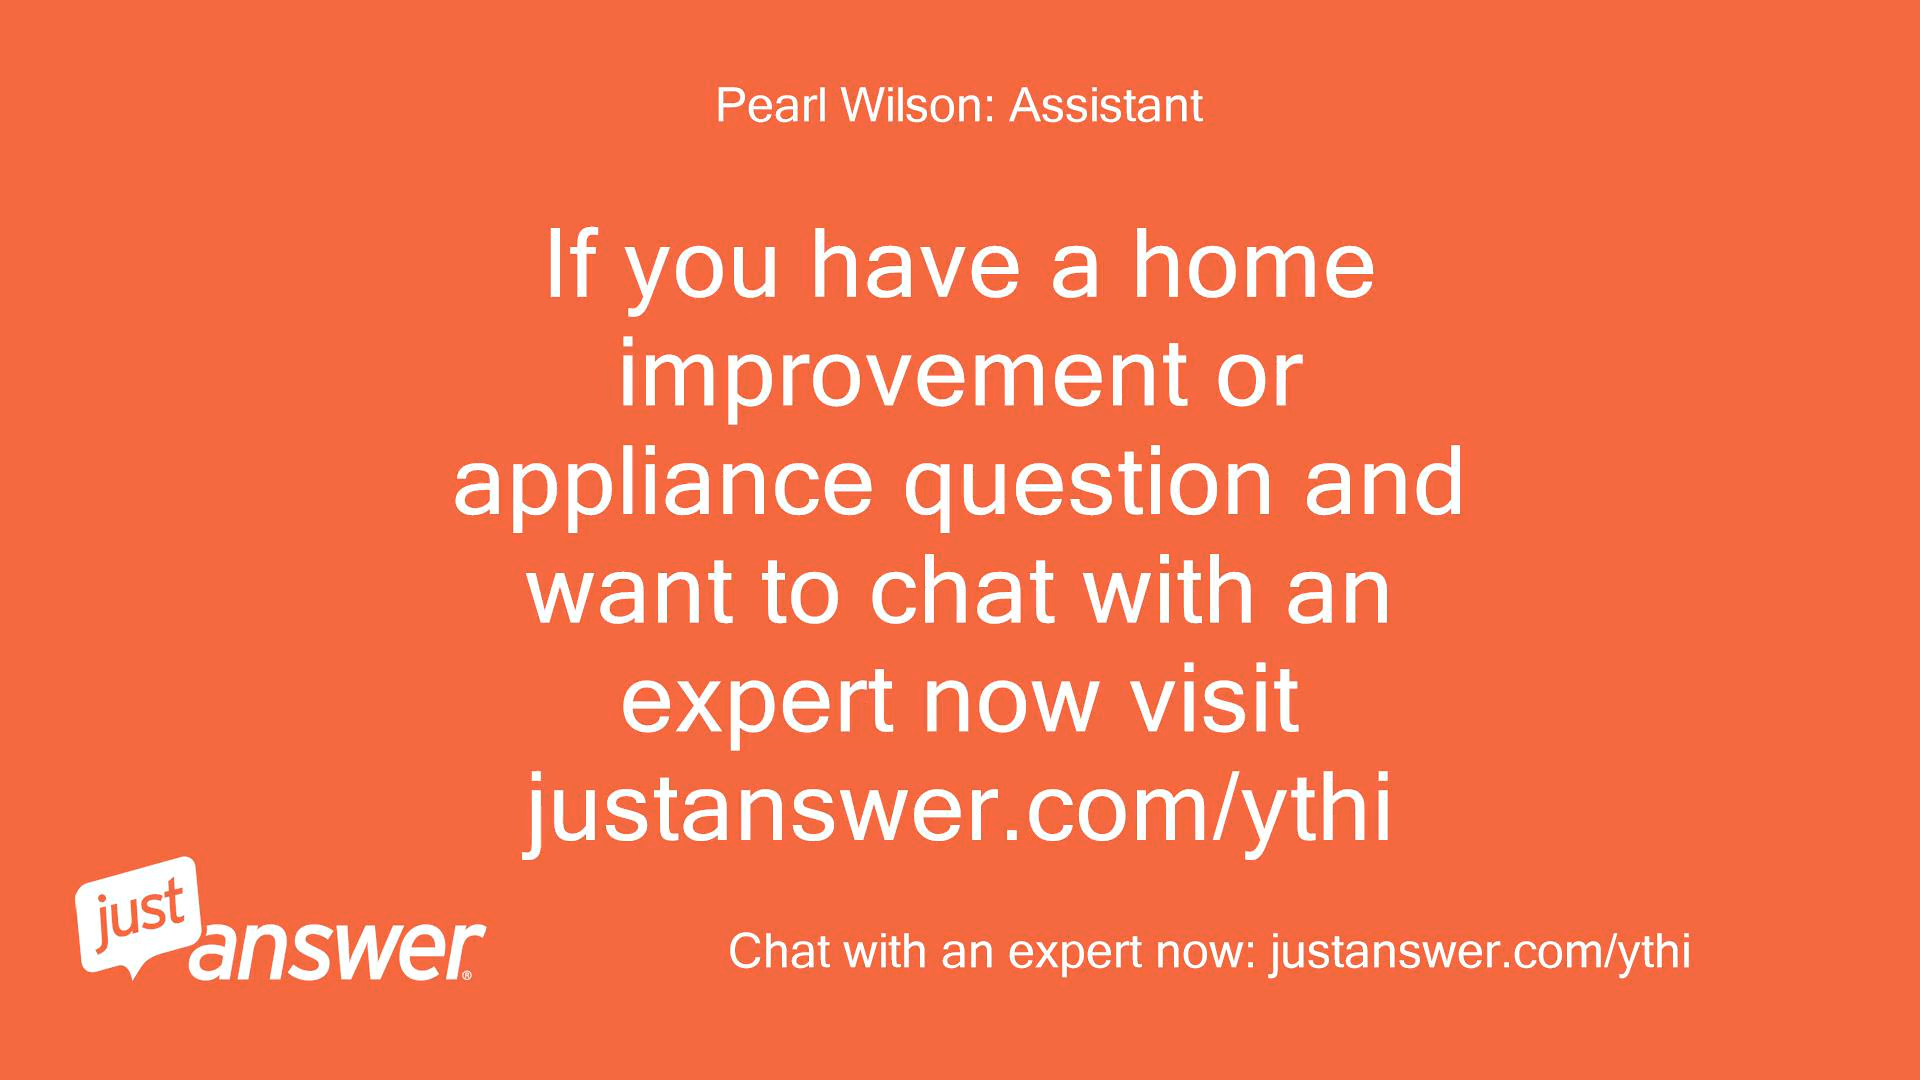 Pearl Wilson: Assistant
If you have a home
improvement or
appliance question and
want to chat with an
expert now visit
justanswer.com/ythi
just
answer®
Chat with an expert now: justanswer.com/ythi